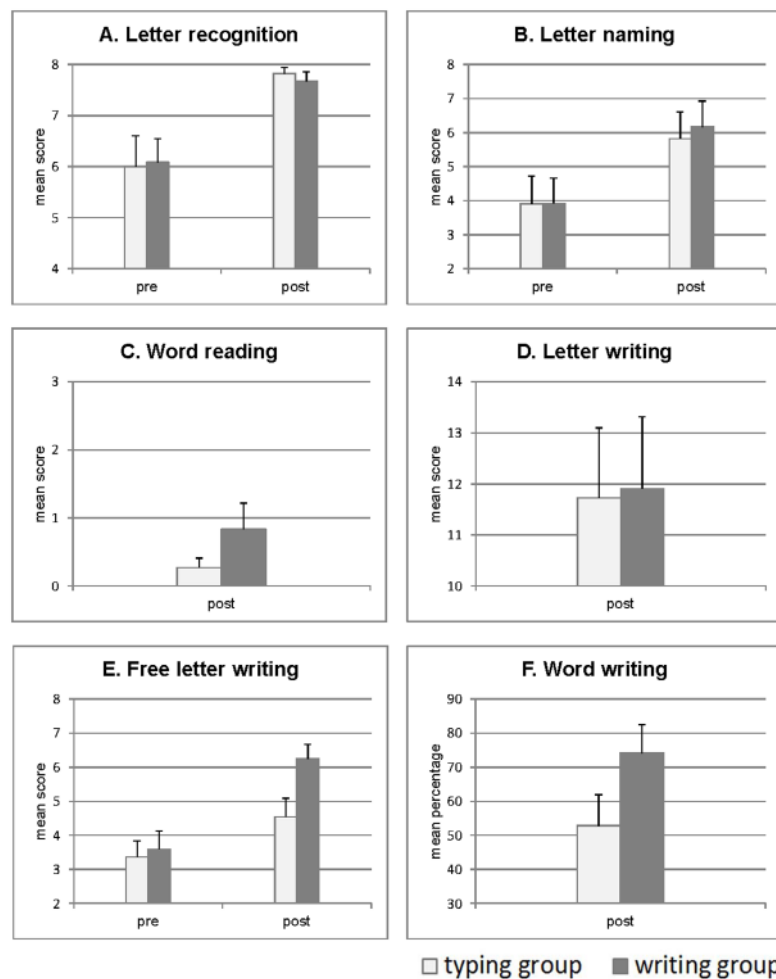 A. Letter recognition
8
7
6
5
4
mean score
pre post
B. Letter naming
8
7
6
5
4
3
2
mean score
pre post
C. Word reading
3
2
1
0
mean score
post
D. Letter writing
14
13
12
11
10
mean score
post
E. Free letter writing
8
7
6
5
4
3
2
mean score
pre post
F. Word writing
90
80
70
60
50
40
30
mean percentage
post
typing group writing group